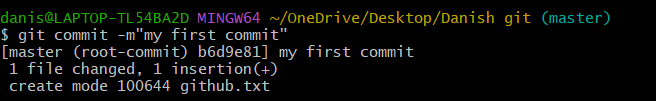 danis@LAPTOP-TL54BA2D MINGW64 ~/OneDrive/Desktop/Danish git (master)
$ git commit -m"my first commit"
[master (root-commit) b6d9e81] my first commit
 1 file changed, 1 insertion(+)
 create mode 100644 github.txt